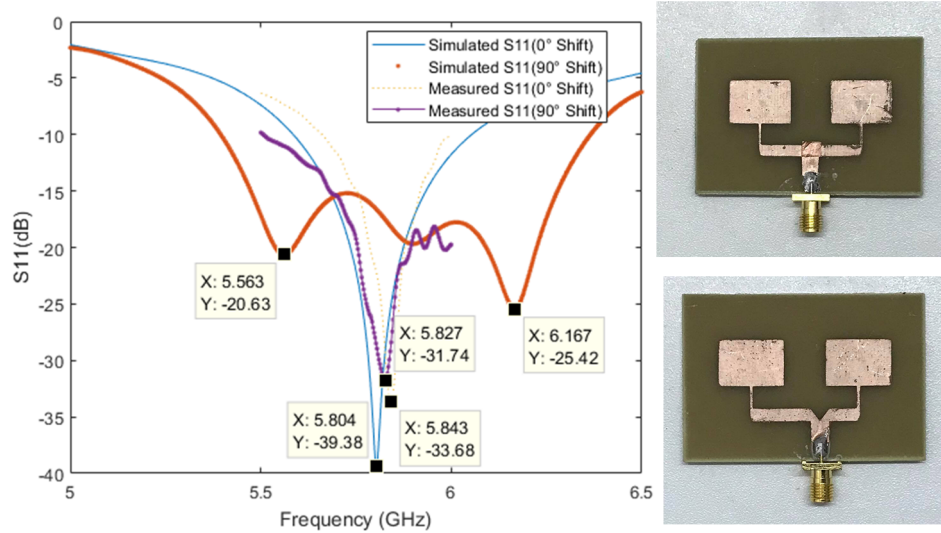 0
-5
-10
-15
-20
-25
-30
-35
-40
S11(dB)
5
5.5
6
6.5
Frequency (GHz)
Simulated S11(0° Shift)
Simulated S11(90° Shift)
Measured S11(0° Shift)
Measured S11(90° Shift)
X: 5.563
Y: -20.63
X: 5.827
Y: -31.74
X: 6.167
Y: -25.42
X: 5.804
Y: -39.38
X: 5.843
Y: -33.68